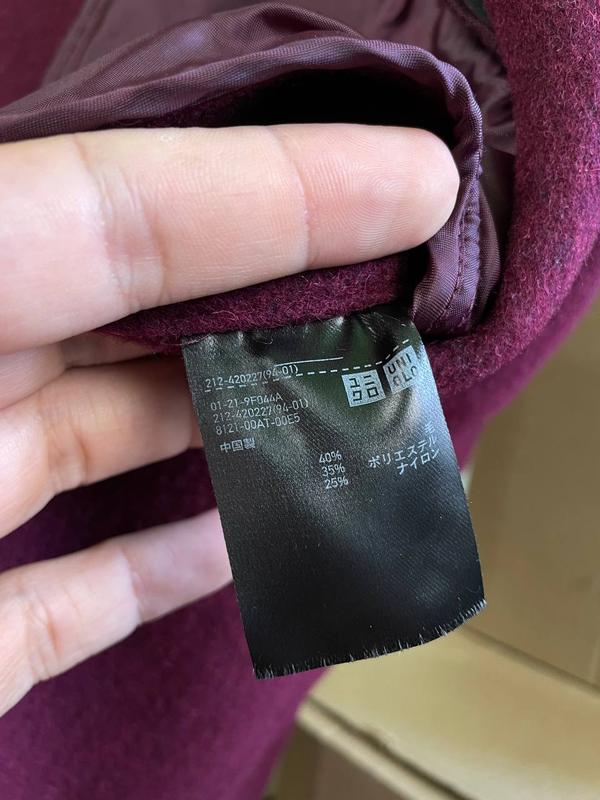 212-420227(94-01)
ユニ
クロ
UNI
QLO
01-21-9F044A
212-420227(94-01)
8121-00AT-00E5
中国製
40% 毛
35% ポリエステル
25% ナイロン